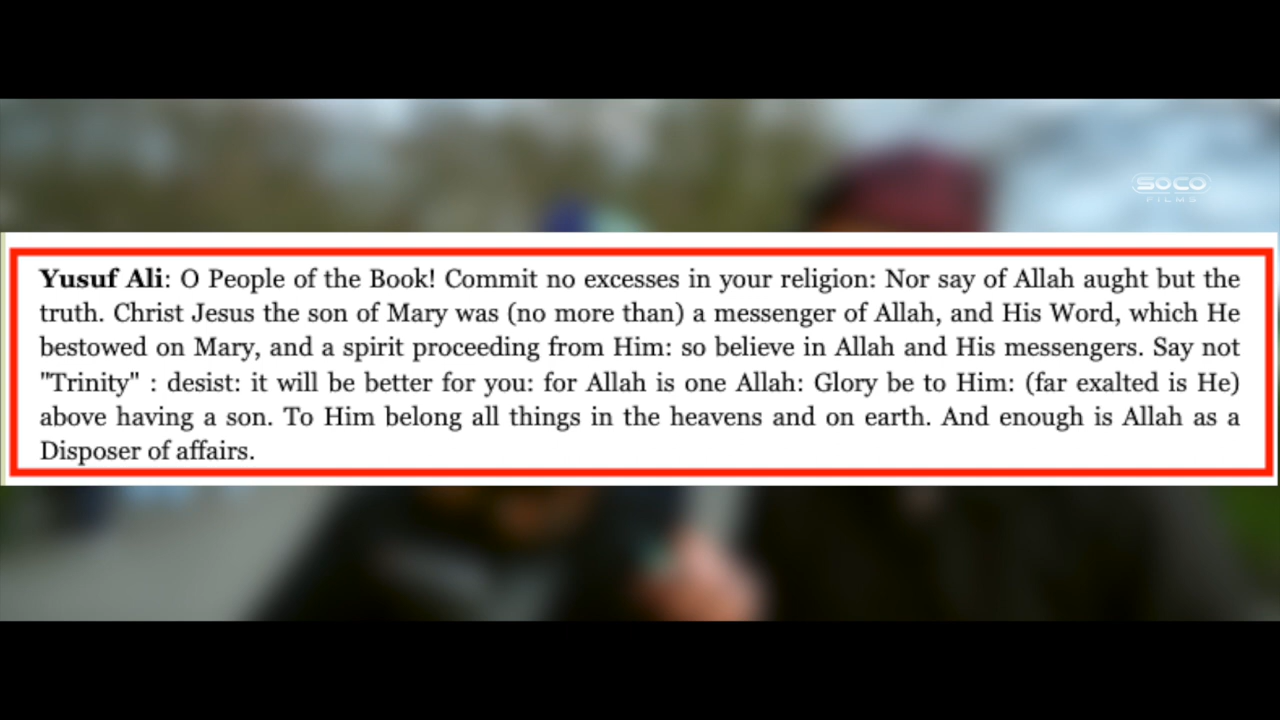 SOCO
FILMS
Yusuf Ali: O People of the Book! Commit no excesses in your religion: Nor say of Allah aught but the
truth. Christ Jesus the son of Mary was (no more than) a messenger of Allah, and His Word, which He
bestowed on Mary, and a spirit proceeding from Him: so believe in Allah and His messengers. Say not
"Trinity" : desist: it will be better for you: for Allah is one Allah: Glory be to Him: (far exalted is He)
above having a son. To Him belong all things in the heavens and on earth. And enough is Allah as a
Disposer of affairs.